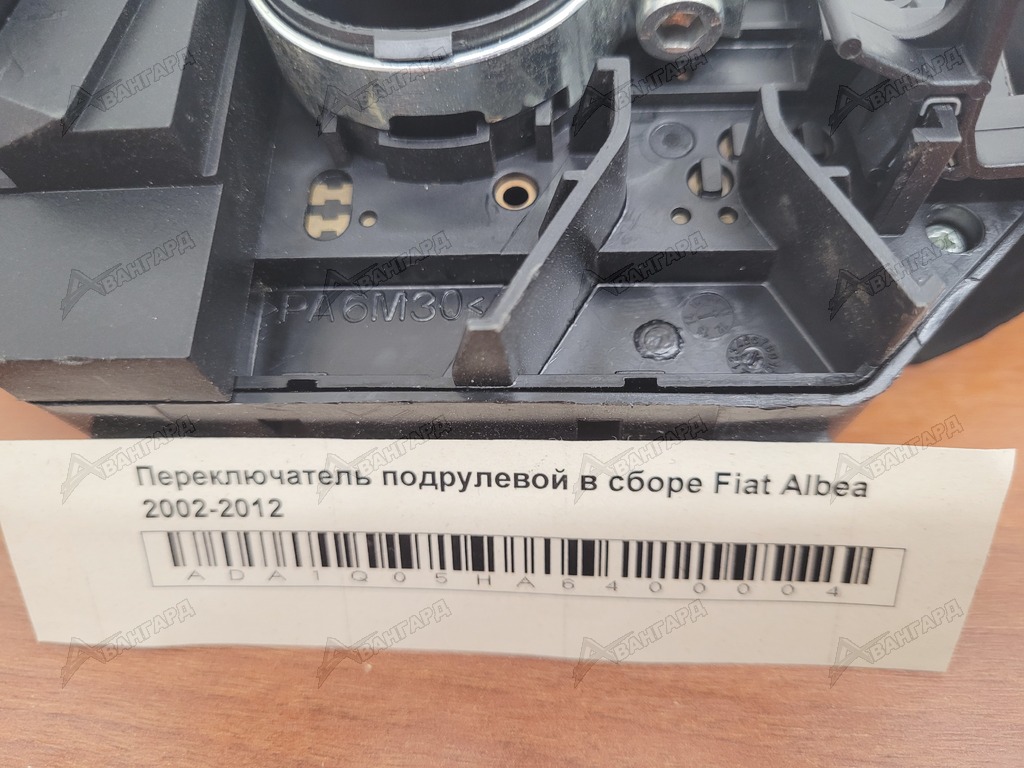 >PA6M30<
Переключатель подрулевой в сборе Fiat Albea
2002-2012
ADA1Q05HA6400004
АВАНГАРД